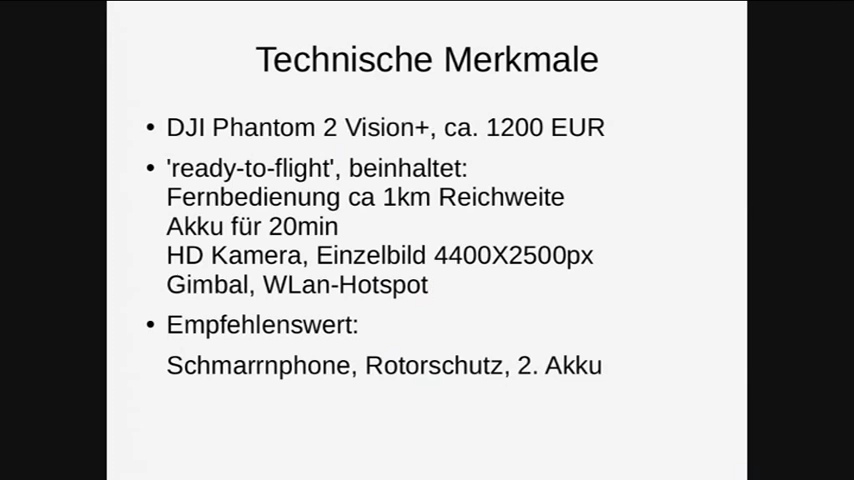 Technische Merkmale
• DJI Phantom 2 Vision+, ca. 1200 EUR
• 'ready-to-flight', beinhaltet:
Fernbedienung ca 1km Reichweite
Akku für 20min
HD Kamera, Einzelbild 4400X2500px
Gimbal, WLan-Hotspot
• Empfehlenswert:
Schmarrnphone, Rotorschutz, 2. Akku